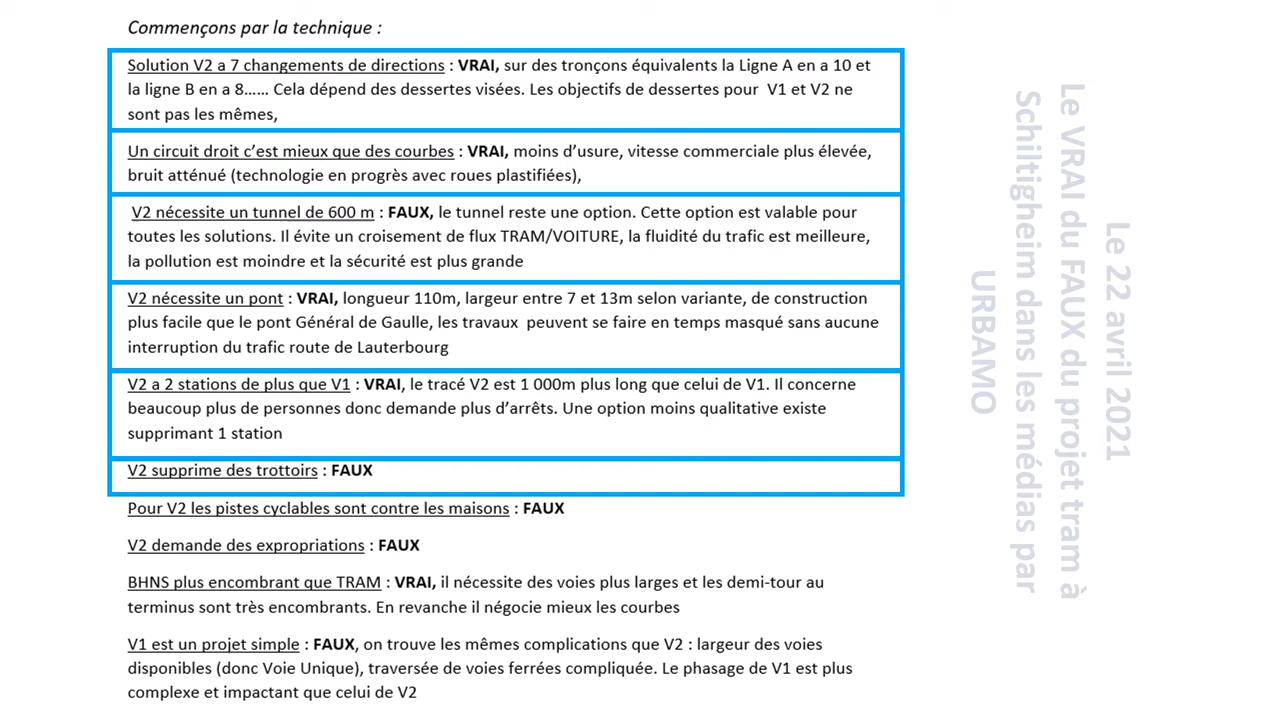 Commençons par la technique :
Solution V2 a 7 changements de directions : VRAI, sur des tronçons équivalents la Ligne A en a 10 et
la ligne B en a 8...... Cela dépend des dessertes visées. Les objectifs de dessertes pour V1 et V2 ne
sont pas les mêmes,
Un circuit droit c'est mieux que des courbes : VRAI, moins d'usure, vitesse commerciale plus élevée,
bruit atténué (technologie en progrès avec roues plastifiées),
V2 nécessite un tunnel de 600 m : FAUX, le tunnel reste une option. Cette option est valable pour
toutes les solutions. Il évite un croisement de flux TRAM/VOITURE, la fluidité du trafic est meilleure,
la pollution est moindre et la sécurité est plus grande
V2 nécessite un pont : VRAI, longueur 110m, largeur entre 7 et 13m selon variante, de construction
plus facile que le pont Général de Gaulle, les travaux peuvent se faire en temps masqué sans aucune
interruption du trafic route de Lauterbourg
V2 a 2 stations de plus que V1 : VRAI, le tracé V2 est 1 000m plus long que celui de V1. Il concerne
beaucoup plus de personnes donc demande plus d'arrêts. Une option moins qualitative existe
supprimant 1 station
V2 supprime des trottoirs : FAUX
Pour V2 les pistes cyclables sont contre les maisons : FAUX
V2 demande des expropriations : FAUX
BHNS plus encombrant que TRAM : VRAI, il nécessite des voies plus larges et les demi-tour au
terminus sont très encombrants. En revanche il négocie mieux les courbes
V1 est un projet simple : FAUX, on trouve les mêmes complications que V2 : largeur des voies
disponibles (donc Voie Unique), traversée de voies ferrées compliquée. Le phasage de V1 est plus
complexe et impactant que celui de V2
Le 22 avril 2021
Le VRAI du FAUX du projet tram à
Schiltigheim dans les médias par
URBAMO